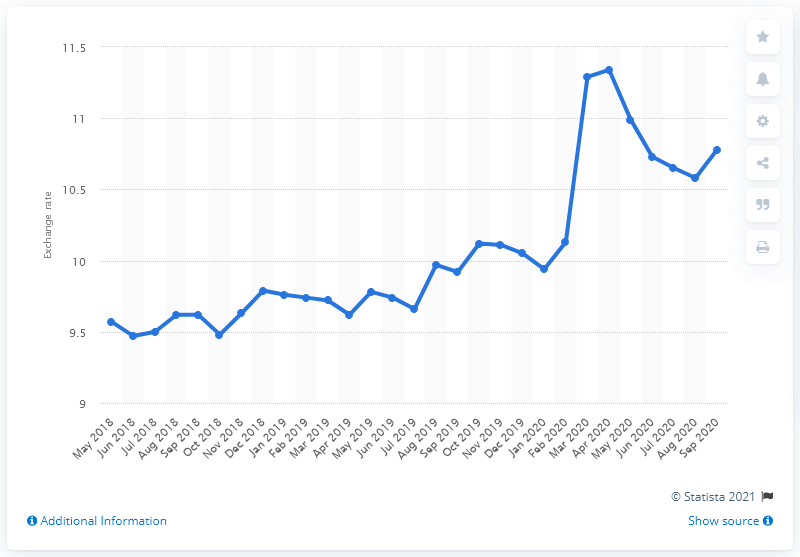 11.5
11
10.5
10
9.5
9
Exchange rate
May 2018
Jun 2018
Jul 2018
Aug 2018
Sep 2018
Oct 2018
Nov 2018
Dec 2018
Jan 2019
Feb 2019
Mar 2019
Apr 2019
May 2019
Jun 2019
Jul 2019
Aug 2019
Sep 2019
Oct 2019
Nov 2019
Dec 2019
Jan 2020
Feb 2020
Mar 2020
Apr 2020
May 2020
Jun 2020
Jul 2020
Aug 2020
Sep 2020
© Statista 2021
Additional Information
Show source